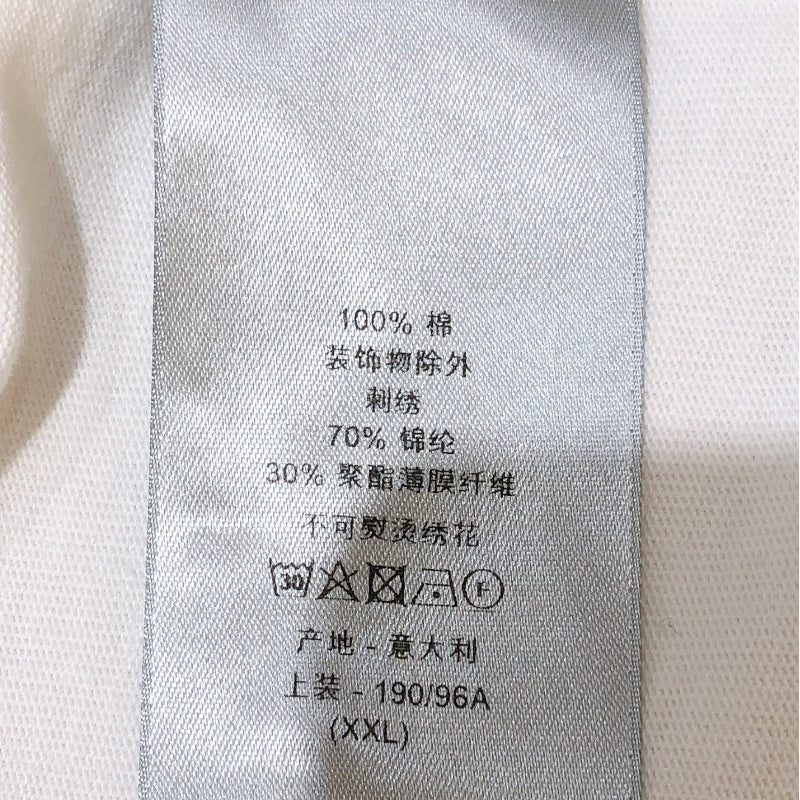 100% 棉
装饰物除外
刺绣
70% 锦纶
30% 聚酯薄膜纤维
不可熨烫绣花
30 F
产地 - 意大利
上装 - 190/96A
(XXL)